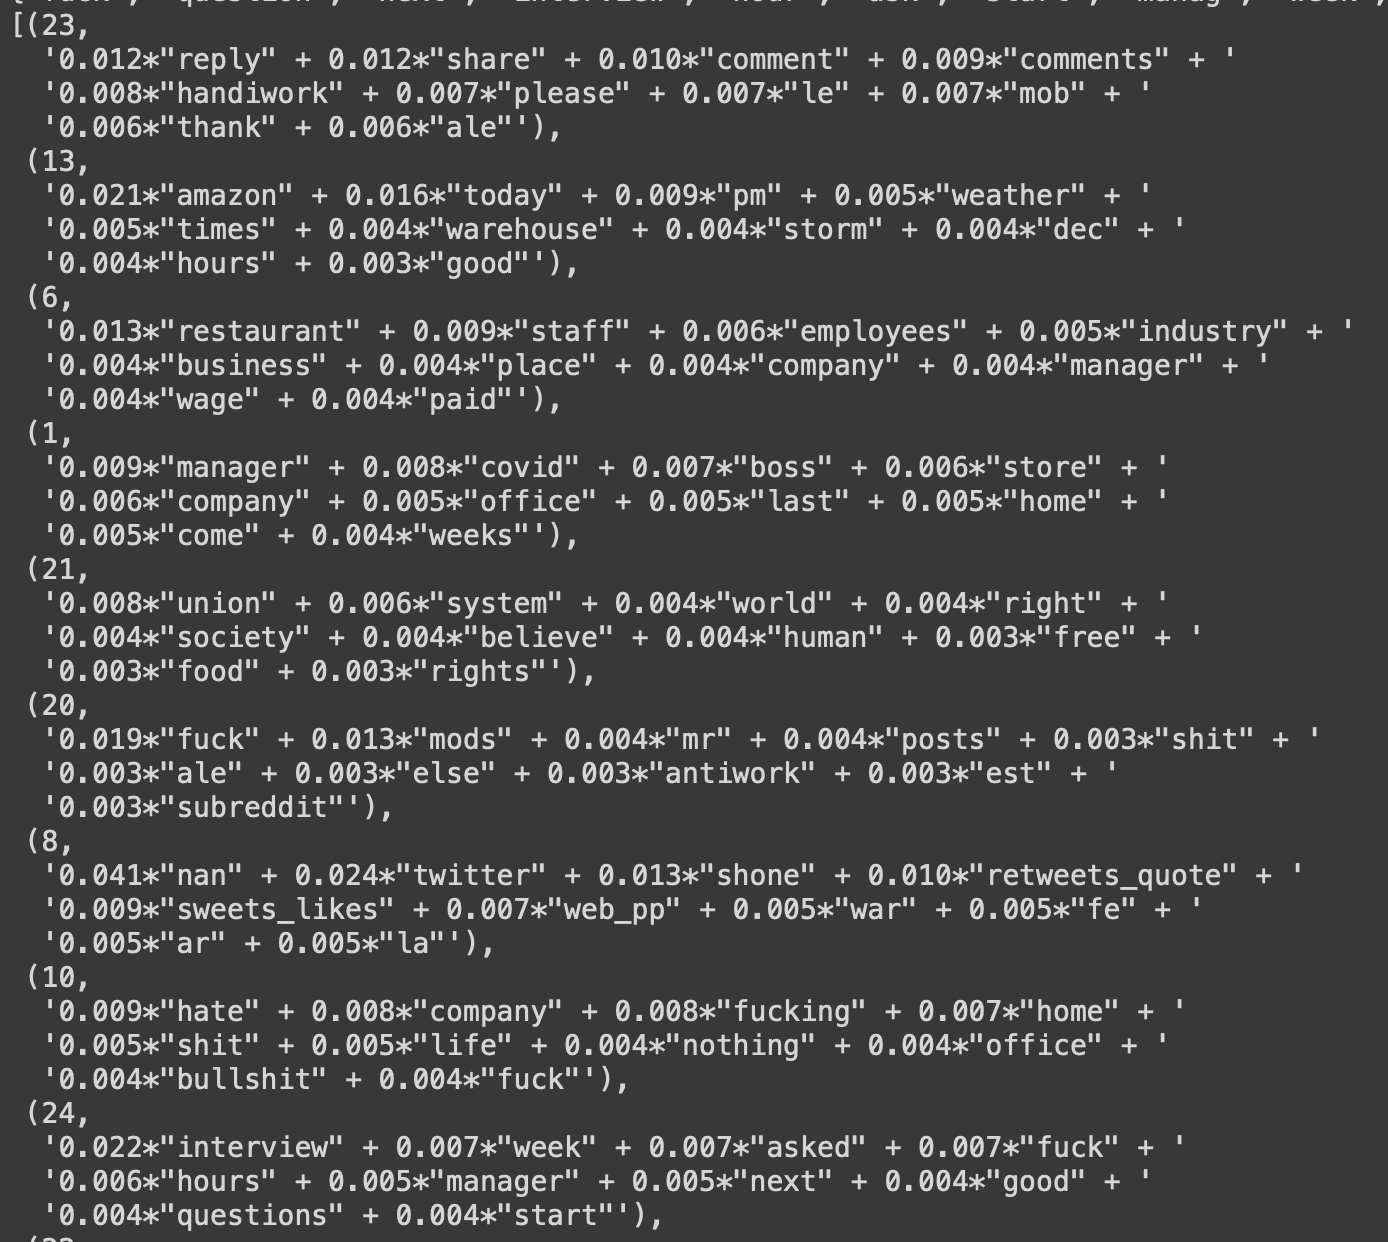 [(23,
'0.012*"reply" + 0.012*"share" + 0.010*"comment" + 0.009*"comments" + '
'0.008*"handiwork" + 0.007*"please" + 0.007*"le" + 0.007*"mob" + '
'0.006*"thank" + 0.006*"ale"'),
(13,
'0.021*"amazon" + 0.016*"today" + 0.009*"pm" + 0.005*"weather" + '
'0.005*"times" + 0.004*"warehouse" + 0.004*"storm" + 0.004*"dec" + '
'0.004*"hours" + 0.003*"good"'),
(6,
'0.013*"restaurant" + 0.009*"staff" + 0.006*"employees" + 0.005*"industry" + '
'0.004*"business" + 0.004*"place" + 0.004*"company" + 0.004*"manager" + '
'0.004*"wage" + 0.004*"paid"'),
(1,
'0.009*"manager" + 0.008*"covid" + 0.007*"boss" + 0.006*"store" + '
'0.006*"company" + 0.005*"office" + 0.005*"last" + 0.005*"home" + '
'0.005*"come" + 0.004*"weeks"'),
(21,
'0.008*"union" + 0.006*"system" + 0.004*"world" + 0.004*"right" + '
'0.004*"society" + 0.004*"believe" + 0.004*"human" + 0.003*"free" + '
'0.003*"food" + 0.003*"rights"'),
(20,
'0.019*"fuck" + 0.013*"mods" + 0.004*"mr" + 0.004*"posts" + 0.003*"shit" + '
'0.003*"ale" + 0.003*"else" + 0.003*"antiwork" + 0.003*"est" + '
'0.003*"subreddit"'),
(8,
'0.041*"nan" + 0.024*"twitter" + 0.013*"shone" + 0.010*"retweets_quote" + '
'0.009*"sweets_likes" + 0.007*"web_pp" + 0.005*"war" + 0.005*"fe" + '
'0.005*"ar" + 0.005*"la"'),
(10,
'0.009*"hate" + 0.008*"company" + 0.008*"fucking" + 0.007*"home" + '
'0.005*"shit" + 0.005*"life" + 0.004*"nothing" + 0.004*"office" + '
'0.004*"bullshit" + 0.004*"fuck"'),
(24,
'0.022*"interview" + 0.007*"week" + 0.007*"asked" + 0.007*"fuck" + '
'0.006*"hours" + 0.005*"manager" + 0.005*"next" + 0.004*"good" + '
'0.004*"questions" + 0.004*"start"'),